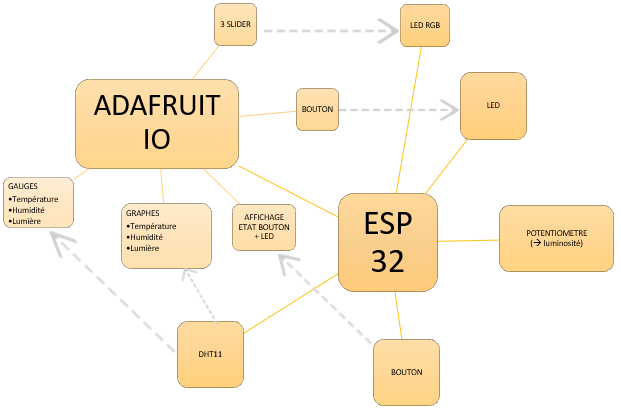 3 SLIDER
LED RGB
ADAFRUIT
IO
BOUTON
LED
GAUGES
•Température
•Humidité
•Lumière
GRAPHES
•Température
•Humidité
•Lumière
AFFICHAGE
ETAT BOUTON
+ LED
ESP
32
POTENTIOMETRE
(→ luminosité)
DHT11
BOUTON